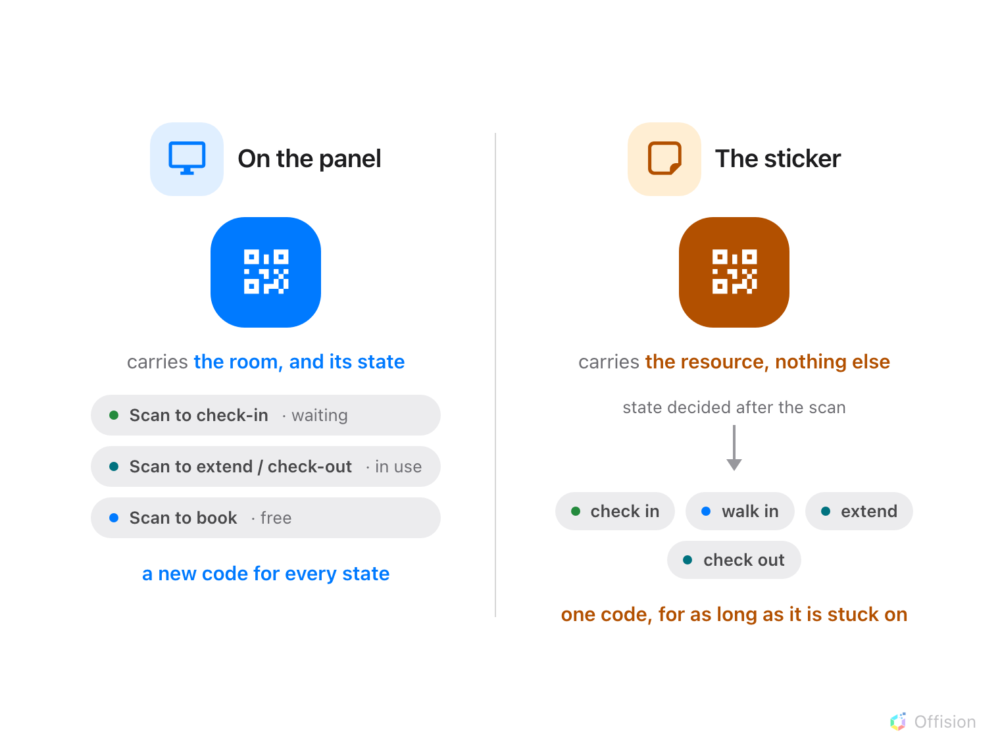 On the panel
carries the room, and its state
Scan to check-in · waiting
Scan to extend / check-out · in use
Scan to book · free
a new code for every state
The sticker
carries the resource, nothing else
state decided after the scan
check in
walk in
extend
check out
one code, for as long as it is stuck on
Offision